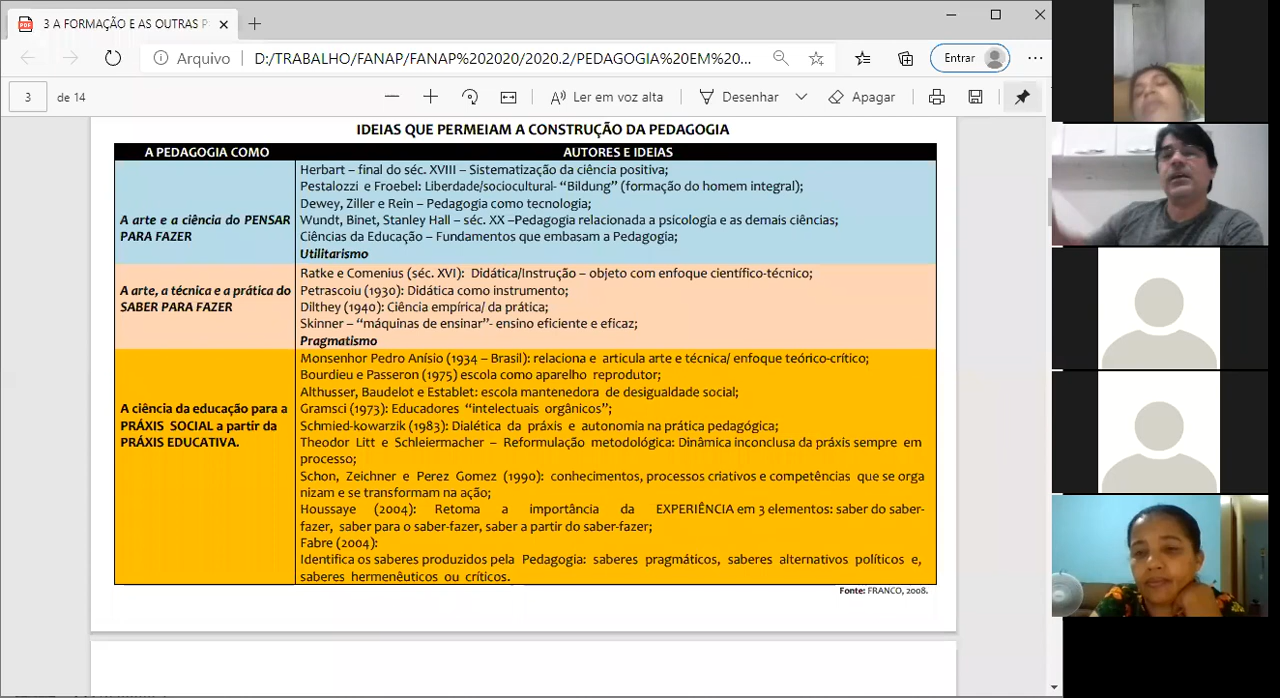 3 A FORMAÇÃO E AS OUTRAS P
Arquivo
D:/TRABALHO/FANAP/FANAP%202020/2020.2/PEDAGOGIA%20EM%20...
Entrar
3 de 14
Ler em voz alta
Desenhar
Apagar
IDEIAS QUE PERMEIAM A CONSTRUÇÃO DA PEDAGOGIA
A PEDAGOGIA COMO
AUTORES E IDEIAS
A arte e a ciência do PENSAR
PARA FAZER
Herbart – final do séc. XVIII – Sistematização da ciência positiva;
Pestalozzi e Froebel: Liberdade/sociocultural- “Bildung” (formação do homem integral);
Dewey, Ziller e Rein – Pedagogia como tecnologia;
Wundt, Binet, Stanley Hall – séc. XX –Pedagogia relacionada a psicologia e as demais ciências;
Ciências da Educação – Fundamentos que embasam a Pedagogia;
Utilitarismo
A arte, a técnica e a prática do
SABER PARA FAZER
Ratke e Comenius (séc. XVI): Didática/Instrução – objeto com enfoque científico-técnico;
Petrascoiu (1930): Didática como instrumento;
Dilthey (1940): Ciência empírica/ da prática;
Skinner – “máquinas de ensinar”- ensino eficiente e eficaz;
Pragmatismo
A ciência da educação para a
PRÁXIS SOCIAL a partir da
PRÁXIS EDUCATIVA.
Monsenhor Pedro Anísio (1934 – Brasil): relaciona e articula arte e técnica/ enfoque teórico-crítico;
Bourdieu e Passeron (1975) escola como aparelho reprodutor;
Althusser, Baudelot e Establet: escola mantenedora de desigualdade social;
Gramsci (1973): Educadores “intelectuais orgânicos”;
Schmied-kowarzik (1983): Dialética da práxis e autonomia na prática pedagógica;
Theodor Litt e Schleiermacher – Reformulação metodológica: Dinâmica inconclusa da práxis sempre em
processo;
Schon, Zeichner e Perez Gomez (1990): conhecimentos, processos criativos e competências que se orga
nizam e se transformam na ação;
Houssaye (2004): Retoma a importância da EXPERIÊNCIA em 3 elementos: saber do saber-
fazer, saber para o saber-fazer, saber a partir do saber-fazer;
Fabre (2004):
Identifica os saberes produzidos pela Pedagogia: saberes pragmáticos, saberes alternativos políticos e,
saberes hermenêuticos ou críticos.
Fonte: FRANCO, 2008.